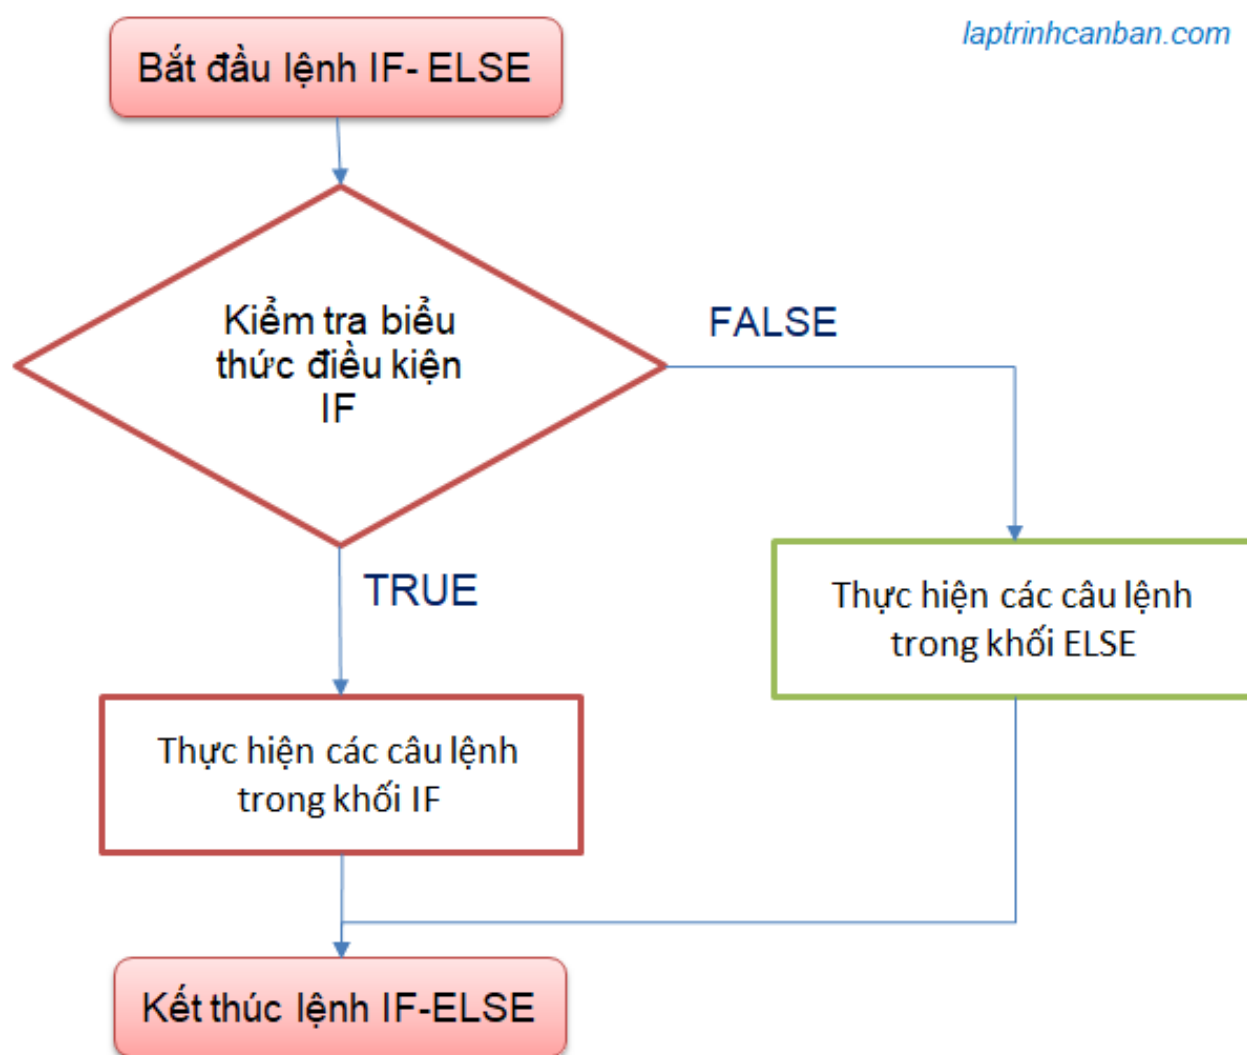 laptrinhcanban.com
Bắt đầu lệnh IF- ELSE
Kiểm tra biểu
thức điều kiện
IF
FALSE
TRUE
Thực hiện các câu lệnh
trong khối ELSE
Thực hiện các câu lệnh
trong khối IF
Kết thúc lệnh IF-ELSE